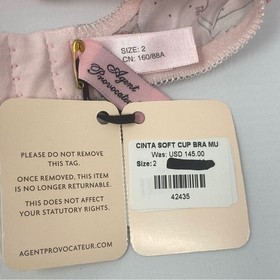 SIZE: 2
CN: 160/88A
Agent
Provocateur
CINTA SOFT CUP BRA MU
Was: USD 145.00
Size: 2
42435
PLEASE DO NOT REMOVE
THIS TAG.
ONCE REMOVED, THIS ITEM
IS NO LONGER RETURNABLE.
THIS DOES NOT AFFECT
YOUR STATUTORY RIGHTS.
AGENTPROVOCATEUR.COM